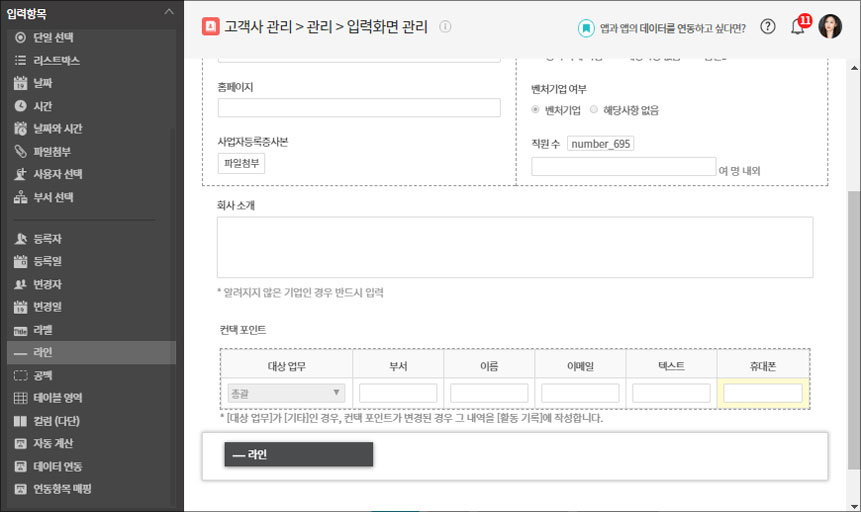 입력항목
단일 선택
리스트박스
날짜
시간
날짜와 시간
파일첨부
사용자 선택
부서 선택
등록자
등록일
변경자
변경일
Title 라벨
라인
공백
테이블 영역
컬럼 (다단)
자동 계산
데이터 연동
연동항목 매핑
고객사 관리 > 관리 > 입력화면 관리
앱과 앱의 데이터를 연동하고 싶다면?
11
홈페이지
사업자등록증사본
파일첨부
벤처기업 여부
벤처기업 해당사항 없음
직원 수 number_695
여 명 내외
회사 소개
* 알려지지 않은 기업인 경우 반드시 입력
컨택 포인트
대상 업무 부서 이름 이메일 텍스트 휴대폰
총괄
* [대상 업무]가 [기타]인 경우, 컨택 포인트가 변경된 경우 그 내역을 [활동 기록]에 작성합니다.
라인